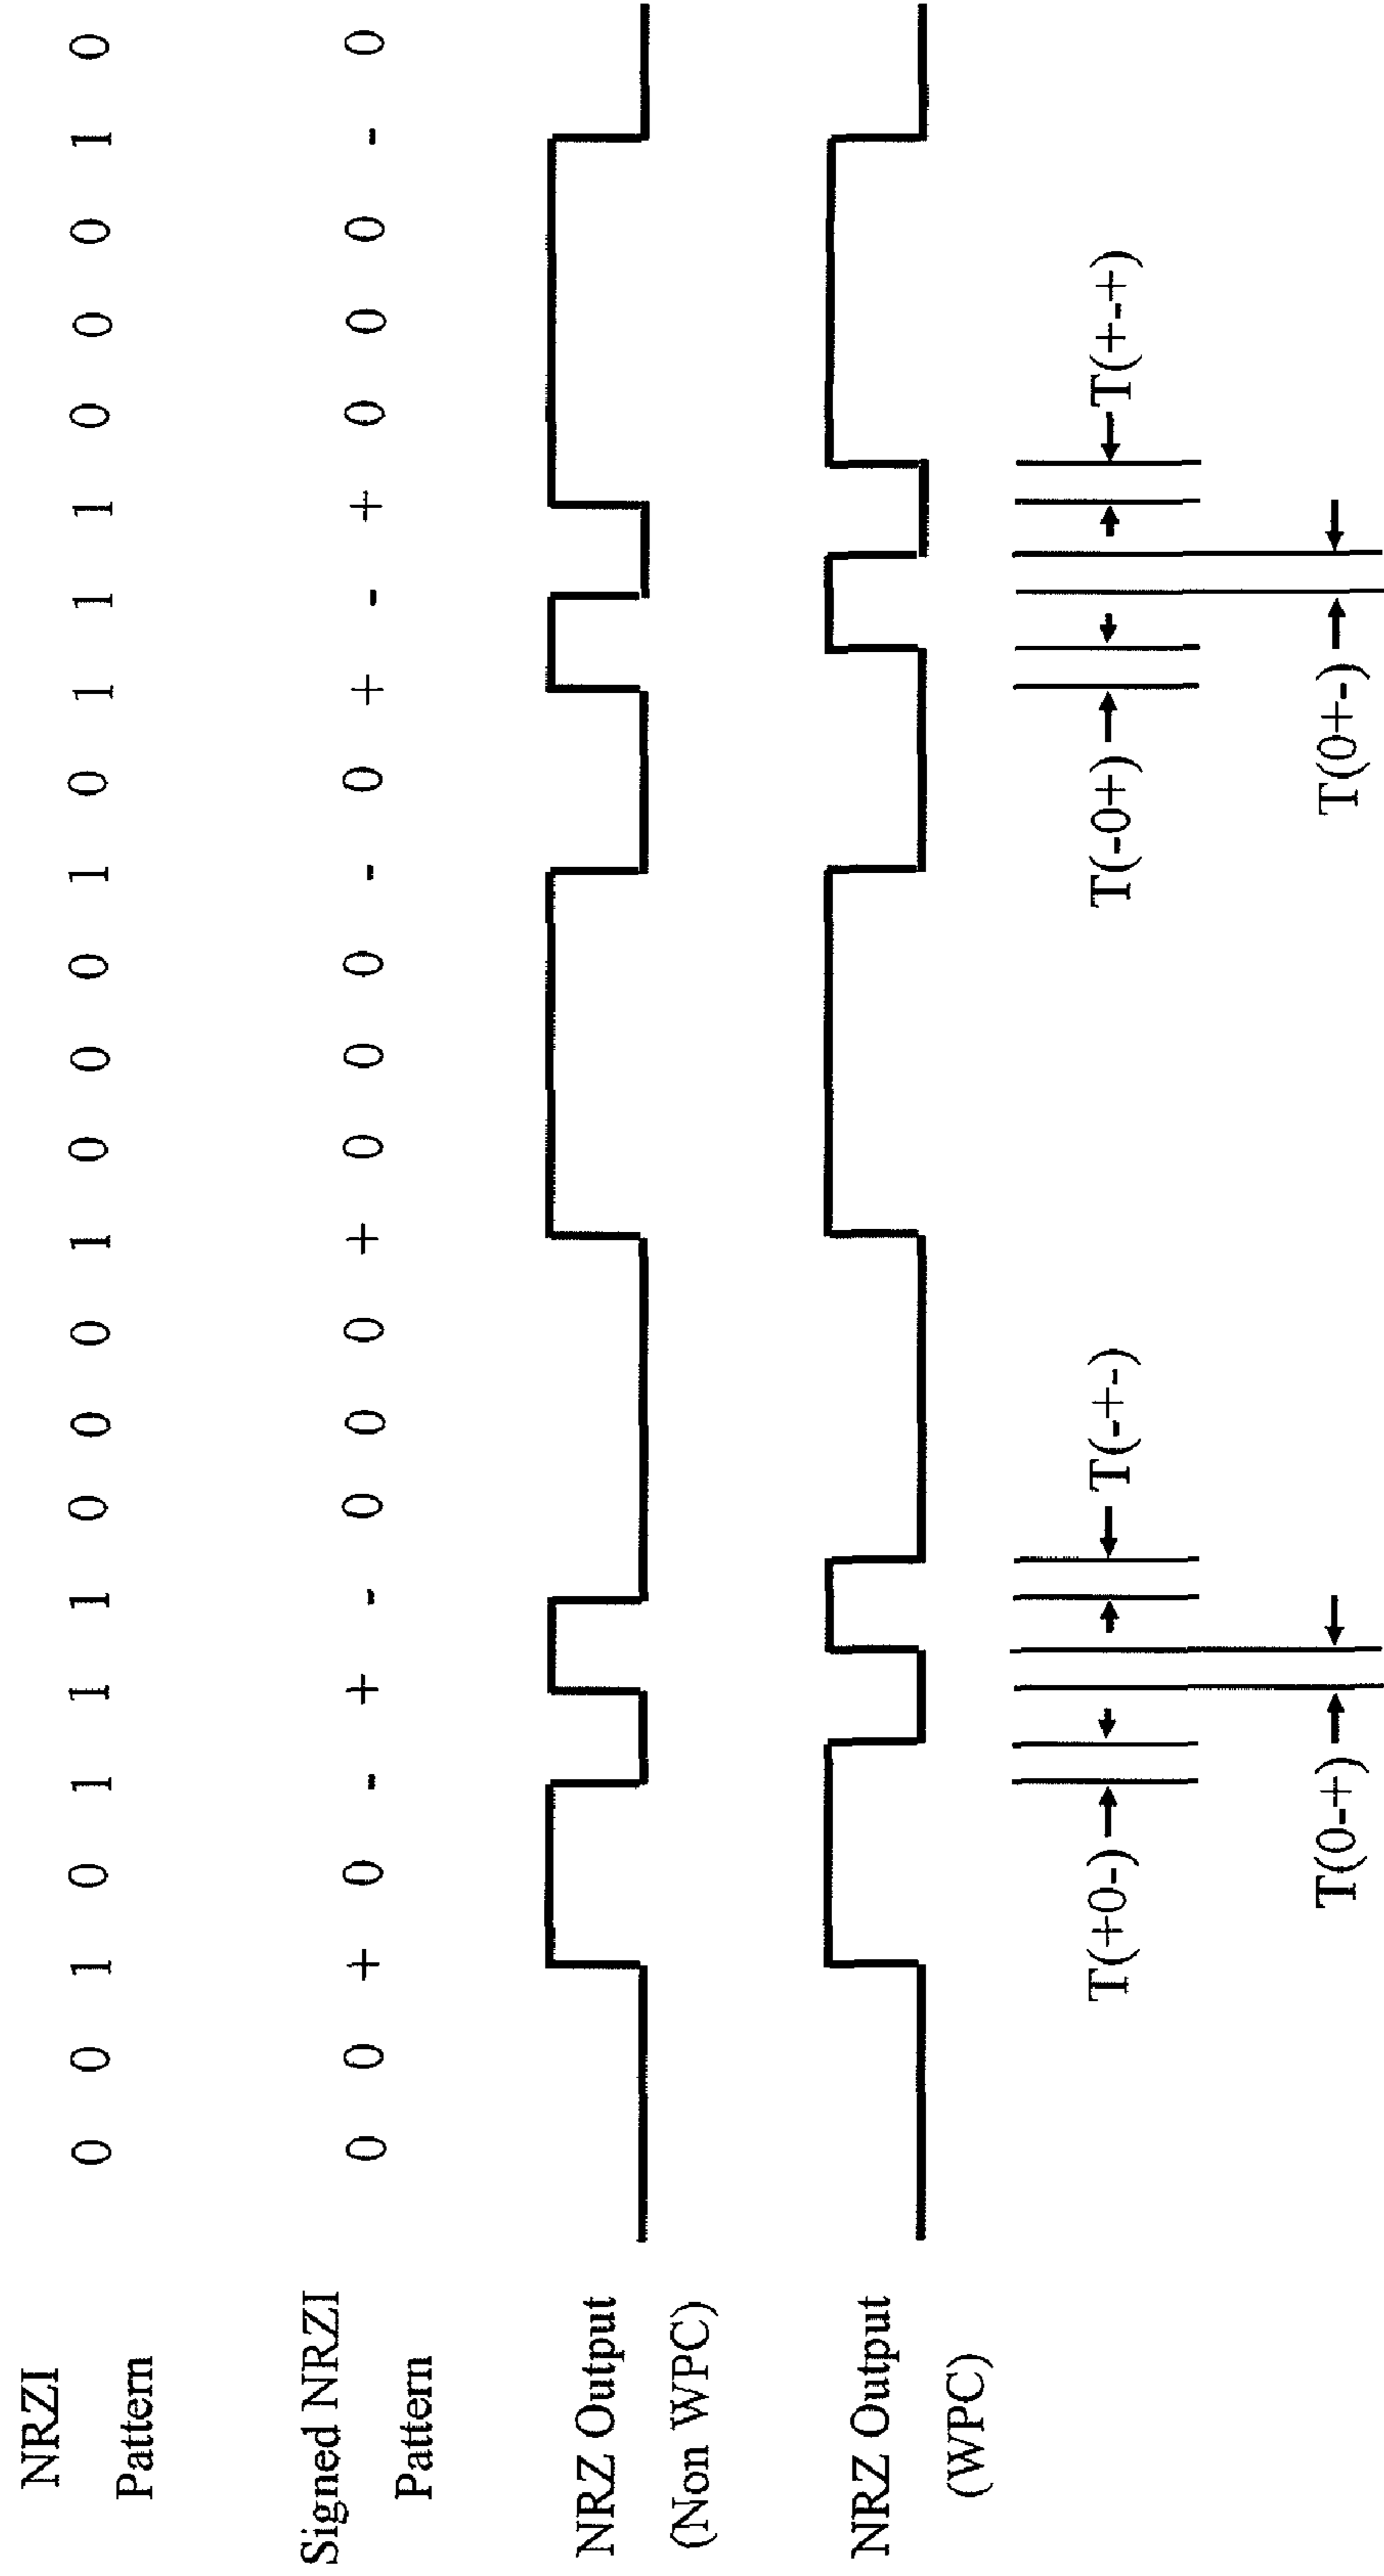 NRZI
Pattern
0 0 1 0 1 1 1 0 0 0 1 0 0 0 1 0 1 1 1 0 0 0 1 0
Signed NRZI
Pattern
0 0 + 0 - + - 0 0 0 + 0 0 0 - 0 + - + 0 0 0 - 0
NRZ Output
(Non WPC)
NRZ Output
(WPC)
T(+0-) T(-+-) T(-0+) T(+-+)
T(0-+) T(0+-)